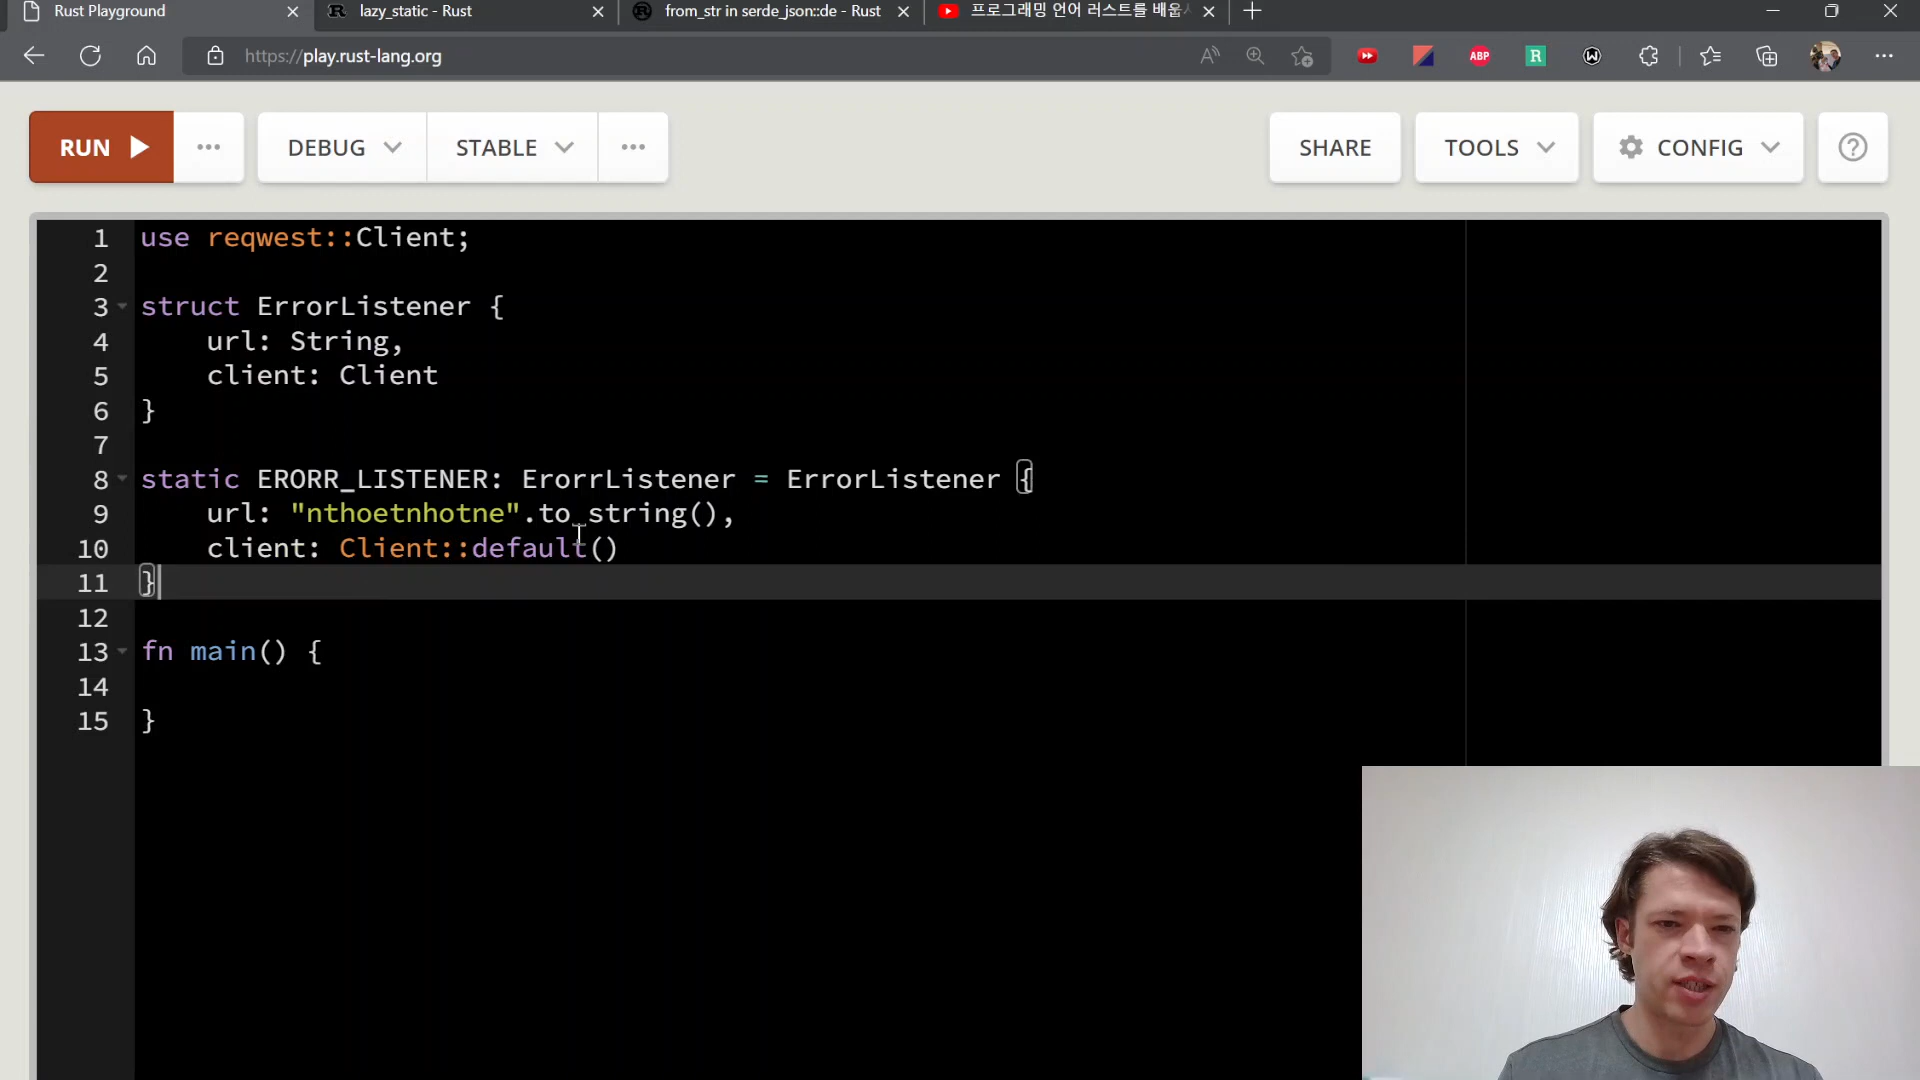 Rust Playground
lazy_static - Rust
from_str in serde_json::de - Rust
프로그래밍 언어 러스트를 배웁시
https://play.rust-lang.org
ABP
R
RUN
DEBUG
STABLE
SHARE
TOOLS
CONFIG
1 use reqwest::Client;
2
3 struct ErrorListener {
4 url: String,
5 client: Client
6 }
7
8 static ERORR_LISTENER: ErorrListener = ErrorListener {
9 url: "nthoetnhotne".to_string(),
10 client: Client::default()
11 }
12
13 fn main() {
14
15 }